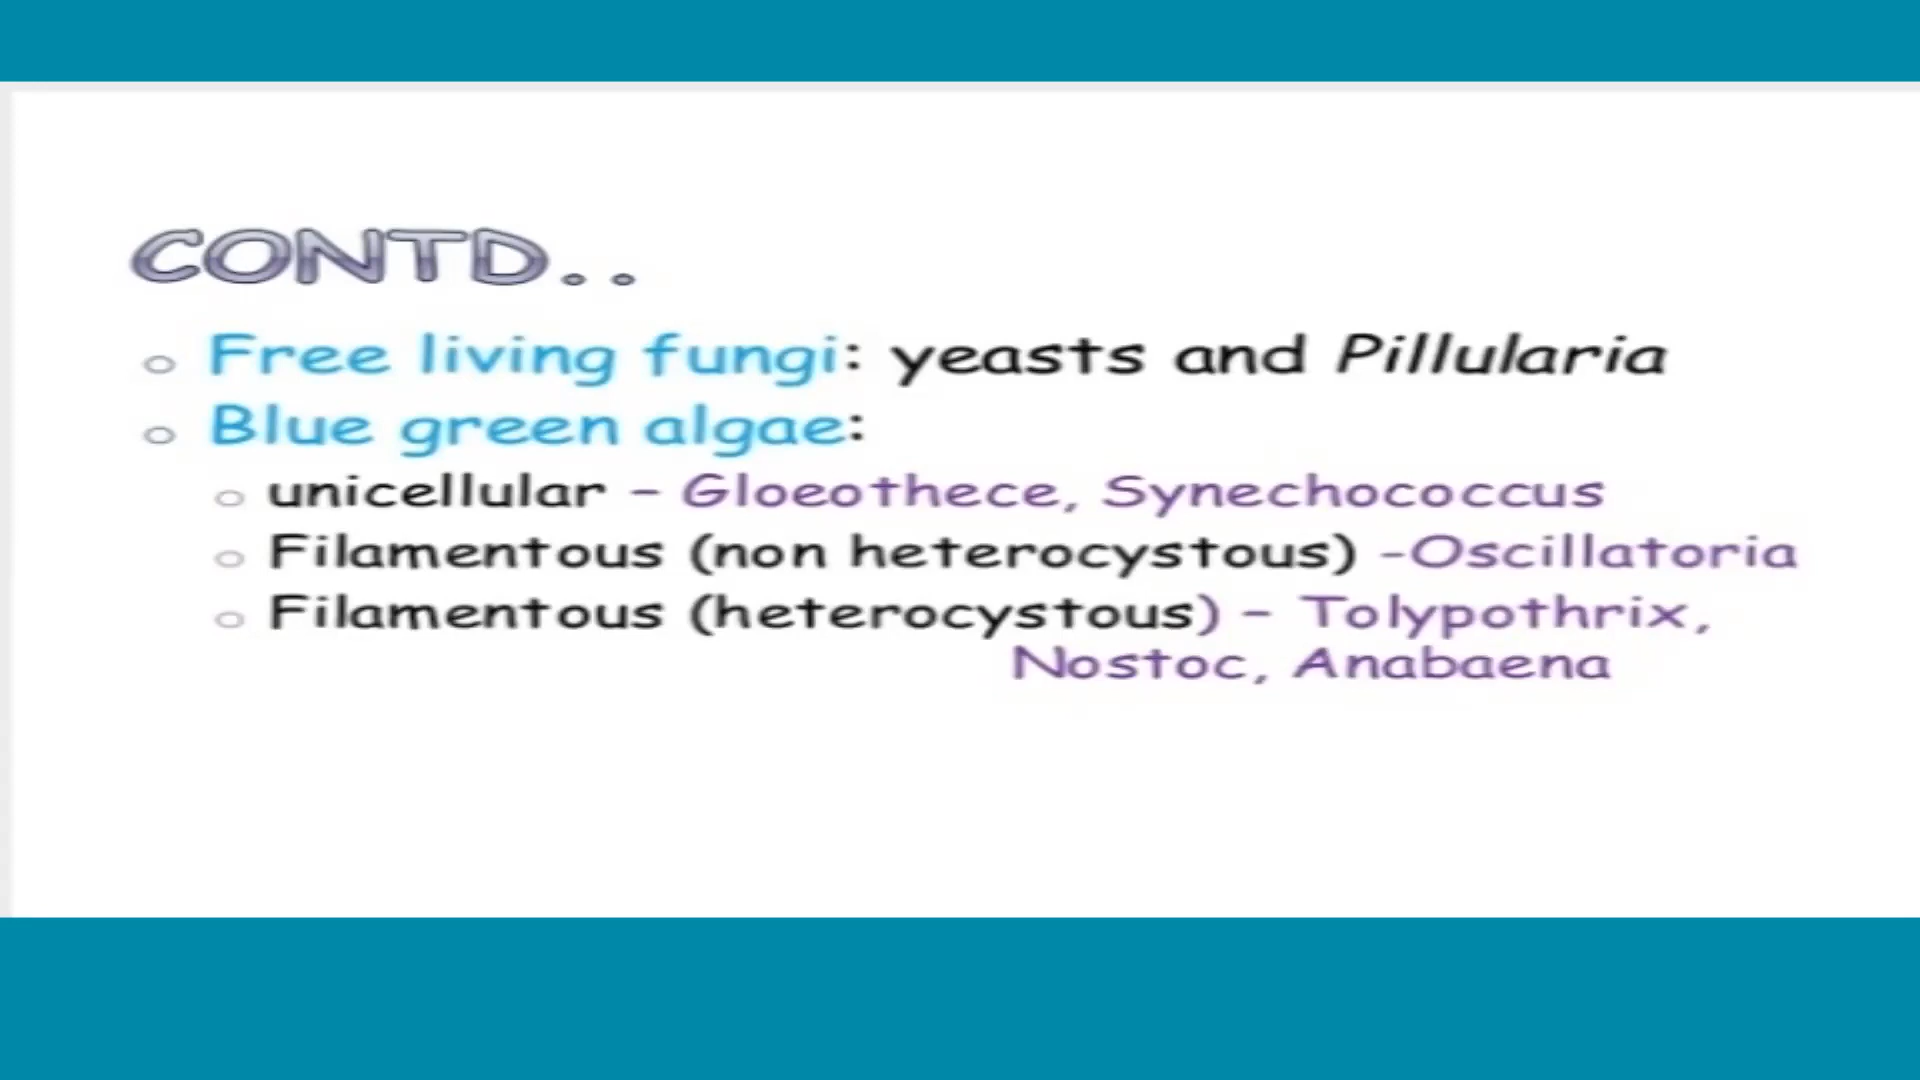 CONTD..
Free living fungi: yeasts and Pillularia
Blue green algae:
unicellular – Gloeothece, Synechococcus
Filamentous (non heterocystous) -Oscillatoria
Filamentous (heterocystous) – Tolypothrix,
Nostoc, Anabaena